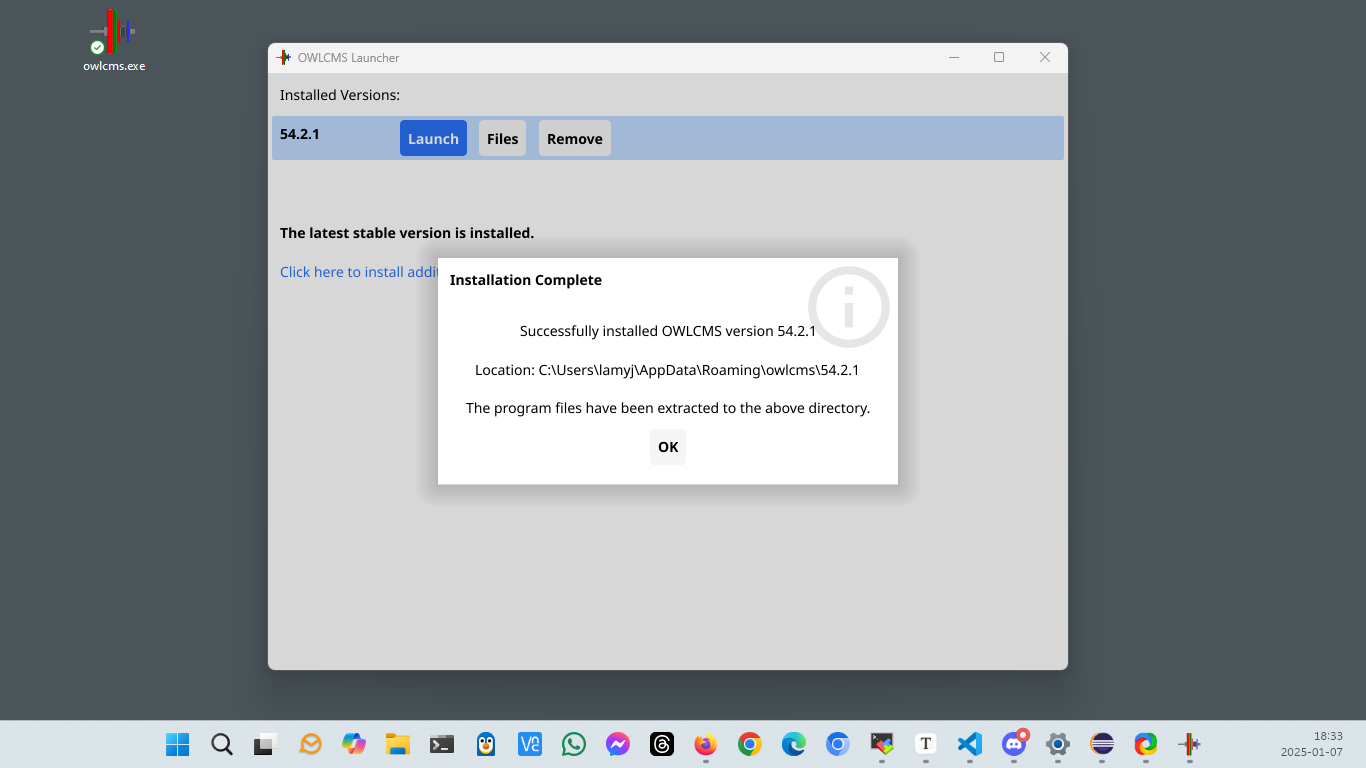 owlcms.exe
OWLCMS Launcher
Installed Versions:
54.2.1
Launch
Files
Remove
The latest stable version is installed.
Click here to install addit
Installation Complete
Successfully installed OWLCMS version 54.2.1
Location: C:\Users\lamyj\AppData\Roaming\owlcms\54.2.1
The program files have been extracted to the above directory.
OK
18:33
2025-01-07